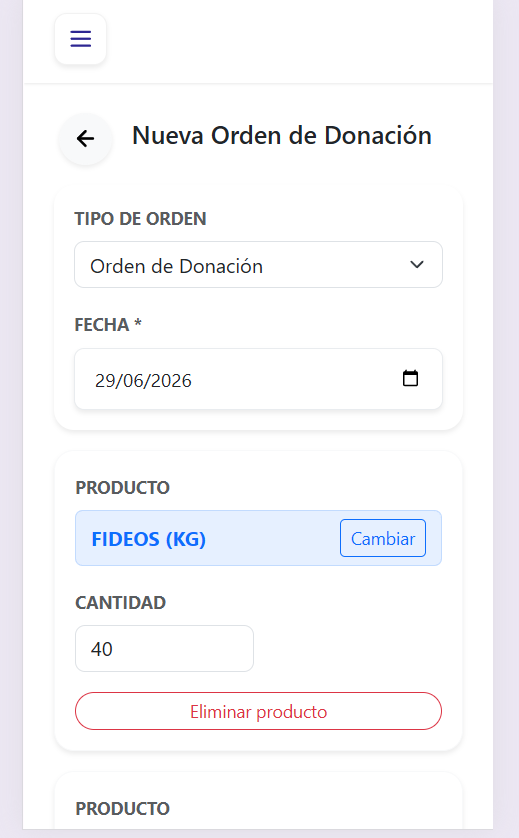 Nueva Orden de Donación
TIPO DE ORDEN
Orden de Donación
FECHA *
29/06/2026
PRODUCTO
FIDEOS (KG)
Cambiar
CANTIDAD
40
Eliminar producto
PRODUCTO